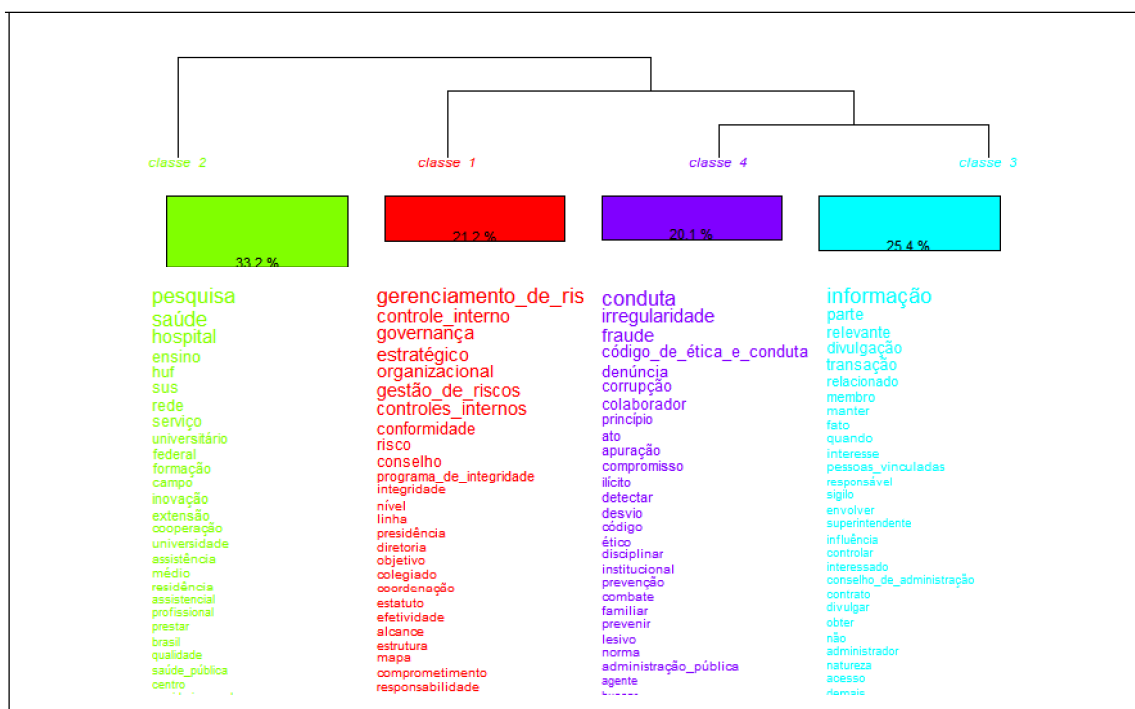 classe 2
classe 1
classe 4
classe 3
33.2 %
21.2 %
20.1 %
25.4 %
pesquisa
saúde
hospital
ensino
huf
sus
rede
serviço
universitário
federal
formação
campo
inovação
extensão
cooperação
universidade
assistência
médio
residência
assistencial
profissional
prestar
brasil
qualidade
saúde_pública
centro
gerenciamento_de_ris
controle_interno
governança
estratégico
organizacional
gestão_de_riscos
controles_internos
conformidade
risco
conselho
programa_de_integridade
integridade
nível
linha
presidência
diretoria
objetivo
colegiado
coordenação
estatuto
efetividade
alcance
estrutura
mapa
comprometimento
responsabilidade
conduta
irregularidade
fraude
código_de_ética_e_conduta
denúncia
corrupção
colaborador
princípio
ato
apuração
compromisso
ilícito
detectar
desvio
código
ético
disciplinar
institucional
prevenção
combate
familiar
prevenir
lesivo
norma
administração_pública
agente
informação
parte
relevante
divulgação
transação
relacionado
membro
manter
fato
quando
interesse
pessoas_vinculadas
responsável
sigilo
envolver
superintendente
influência
controlar
interessado
conselho_de_administração
contrato
divulgar
obter
não
administrador
natureza
acesso
demais